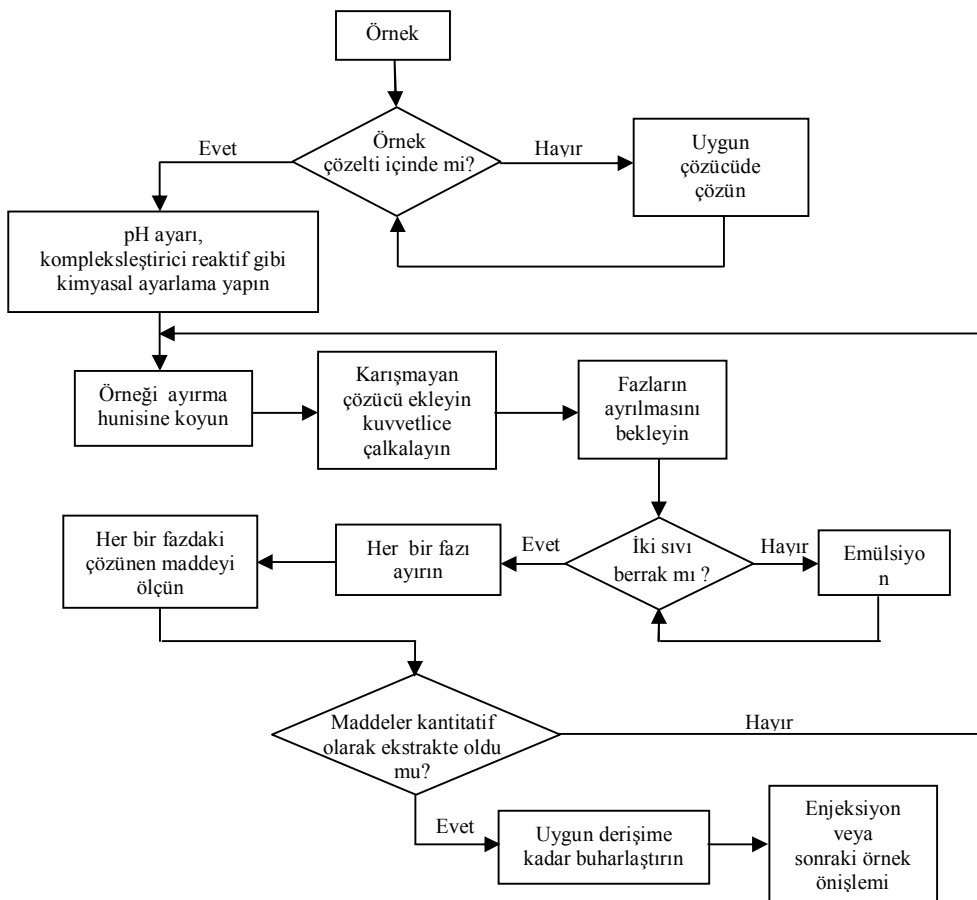 Örnek
Örnek
çözelti içinde mi?
Evet
Hayır
Uygun
çözücüde
çözün
pH ayarı,
kompleksleştirici reaktif gibi
kimyasal ayarlama yapın
Örneği ayırma
hunisine koyun
Karışmayan
çözücü ekleyin
kuvvetlice
çalkalayın
Fazların
ayrılmasını
bekleyin
İki sıvı
berrak mı ?
Hayır
Emülsiyo
n
Evet
Her bir fazı
ayırın
Her bir fazdaki
çözünen maddeyi
ölçün
Maddeler kantitatif
olarak ekstrakte oldu
mu?
Hayır
Evet
Uygun derişime
kadar buharlaştırın
Enjeksiyon
veya
sonraki örnek
önişlemi